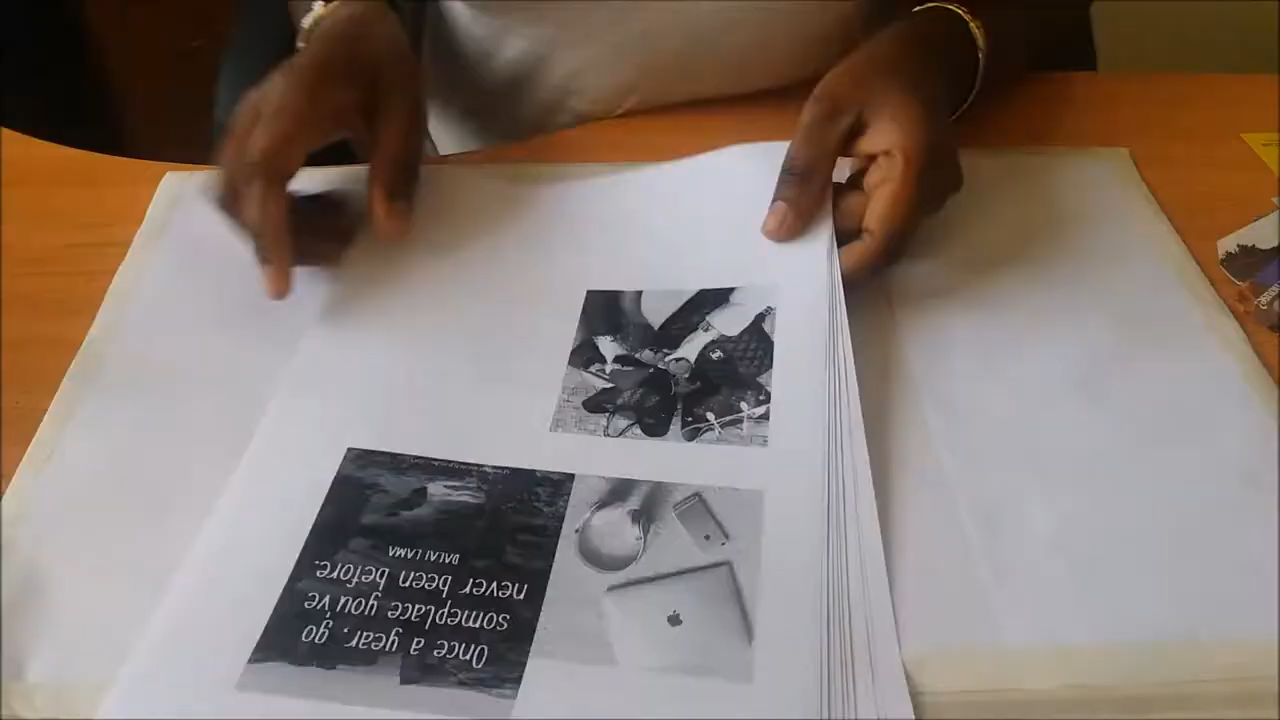 Once a year, go
someplace you've
never been before.
DALAI LAMA